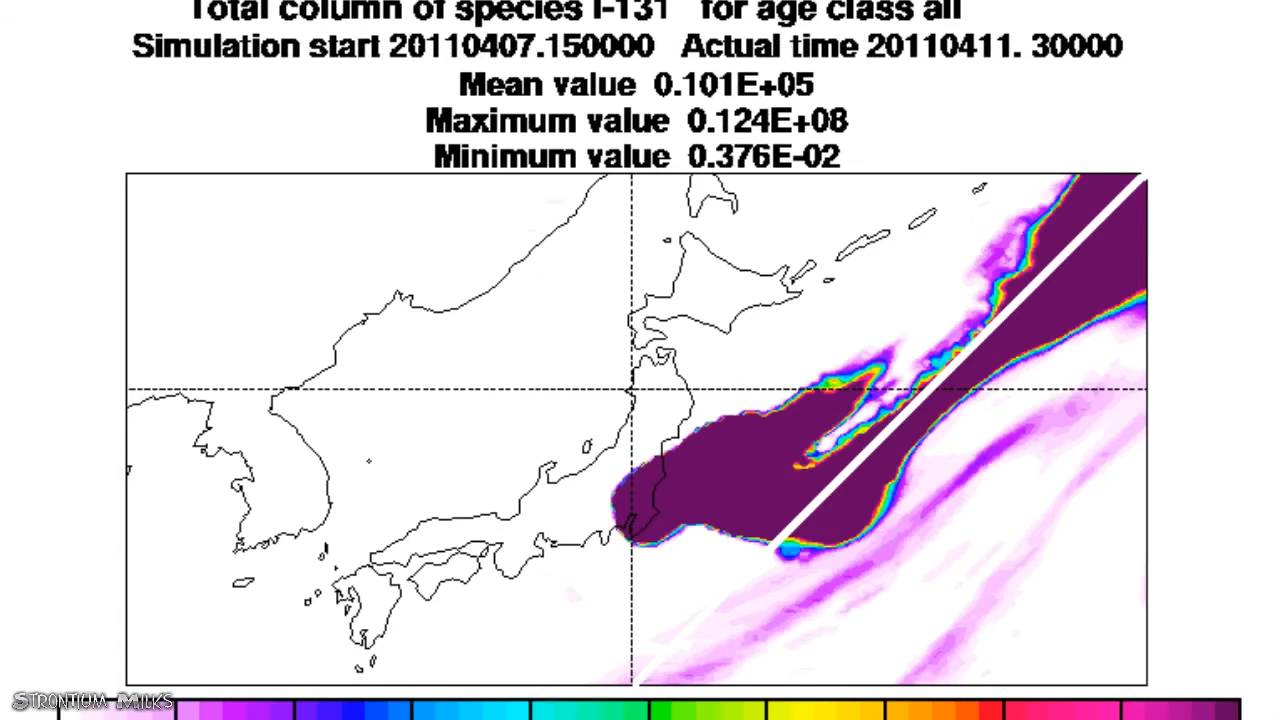 Total column of species I-131 for age class all
Simulation start 20110407.150000 Actual time 20110411. 30000
Mean value 0.101E+05
Maximum value 0.124E+08
Minimum value 0.376E-02
Strontium Milks